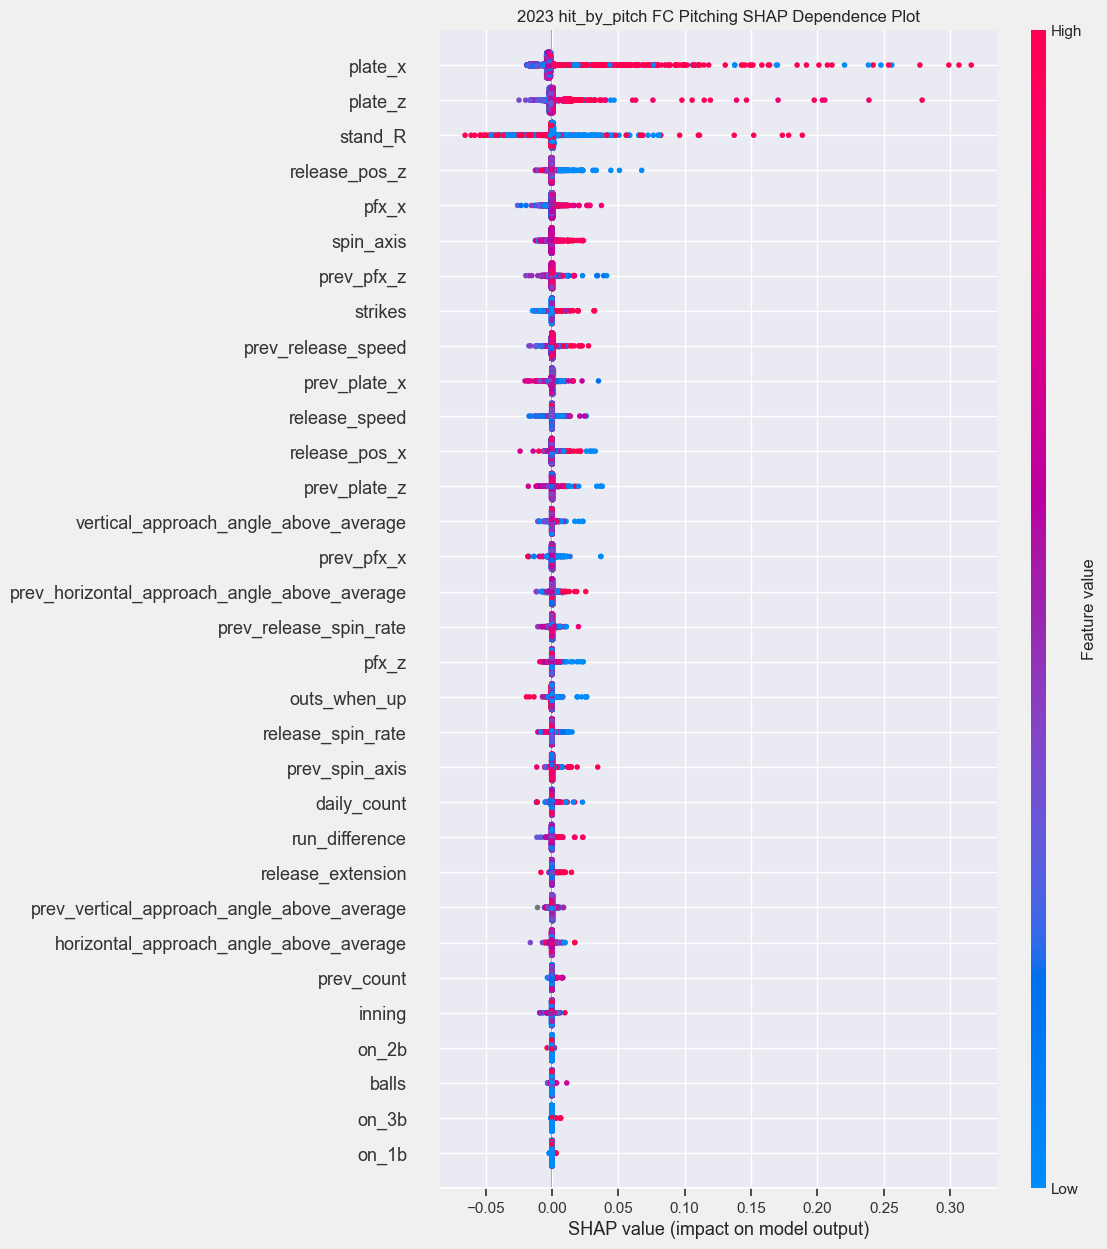 2023 hit_by_pitch FC Pitching SHAP Dependence Plot
High
plate_x
plate_z
stand_R
release_pos_z
pfx_x
spin_axis
prev_pfx_z
strikes
prev_release_speed
prev_plate_x
release_speed
release_pos_x
prev_plate_z
vertical_approach_angle_above_average
prev_pfx_x
prev_horizontal_approach_angle_above_average
prev_release_spin_rate
pfx_z
outs_when_up
release_spin_rate
prev_spin_axis
daily_count
run_difference
release_extension
prev_vertical_approach_angle_above_average
horizontal_approach_angle_above_average
prev_count
inning
on_2b
balls
on_3b
on_1b
Feature value
Low
−0.05 0.00 0.05 0.10 0.15 0.20 0.25 0.30
SHAP value (impact on model output)